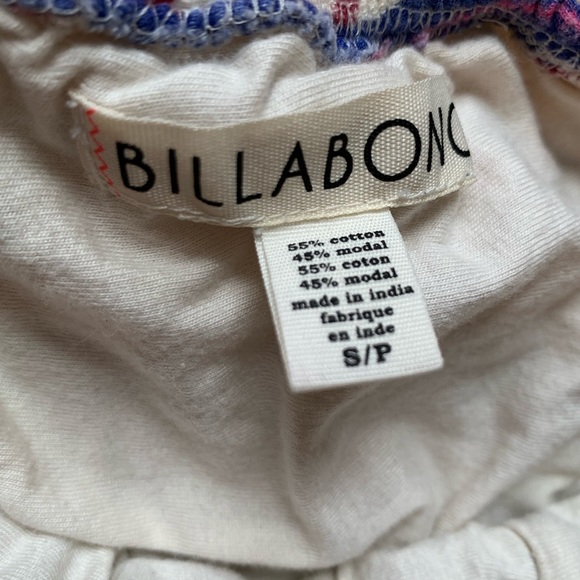 BILLABONG
55% cotton
45% modal
55% coton
45% modal
made in india
fabrique
en inde
S/P